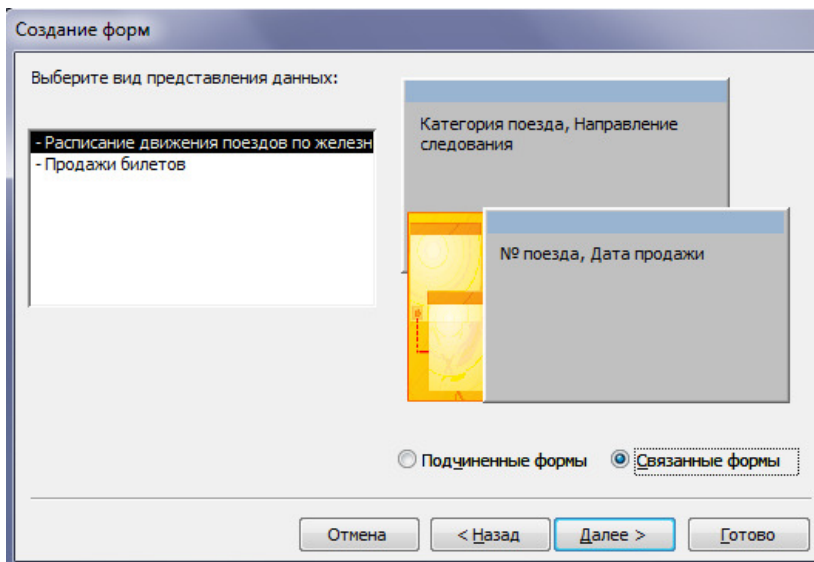 Создание форм
Выберите вид представления данных:
- Расписание движения поездов по железн
- Продажи билетов
Категория поезда, Направление
следования
№ поезда, Дата продажи
Подчиненные формы
Связанные формы
Отмена
< Назад
Далее >
Готово